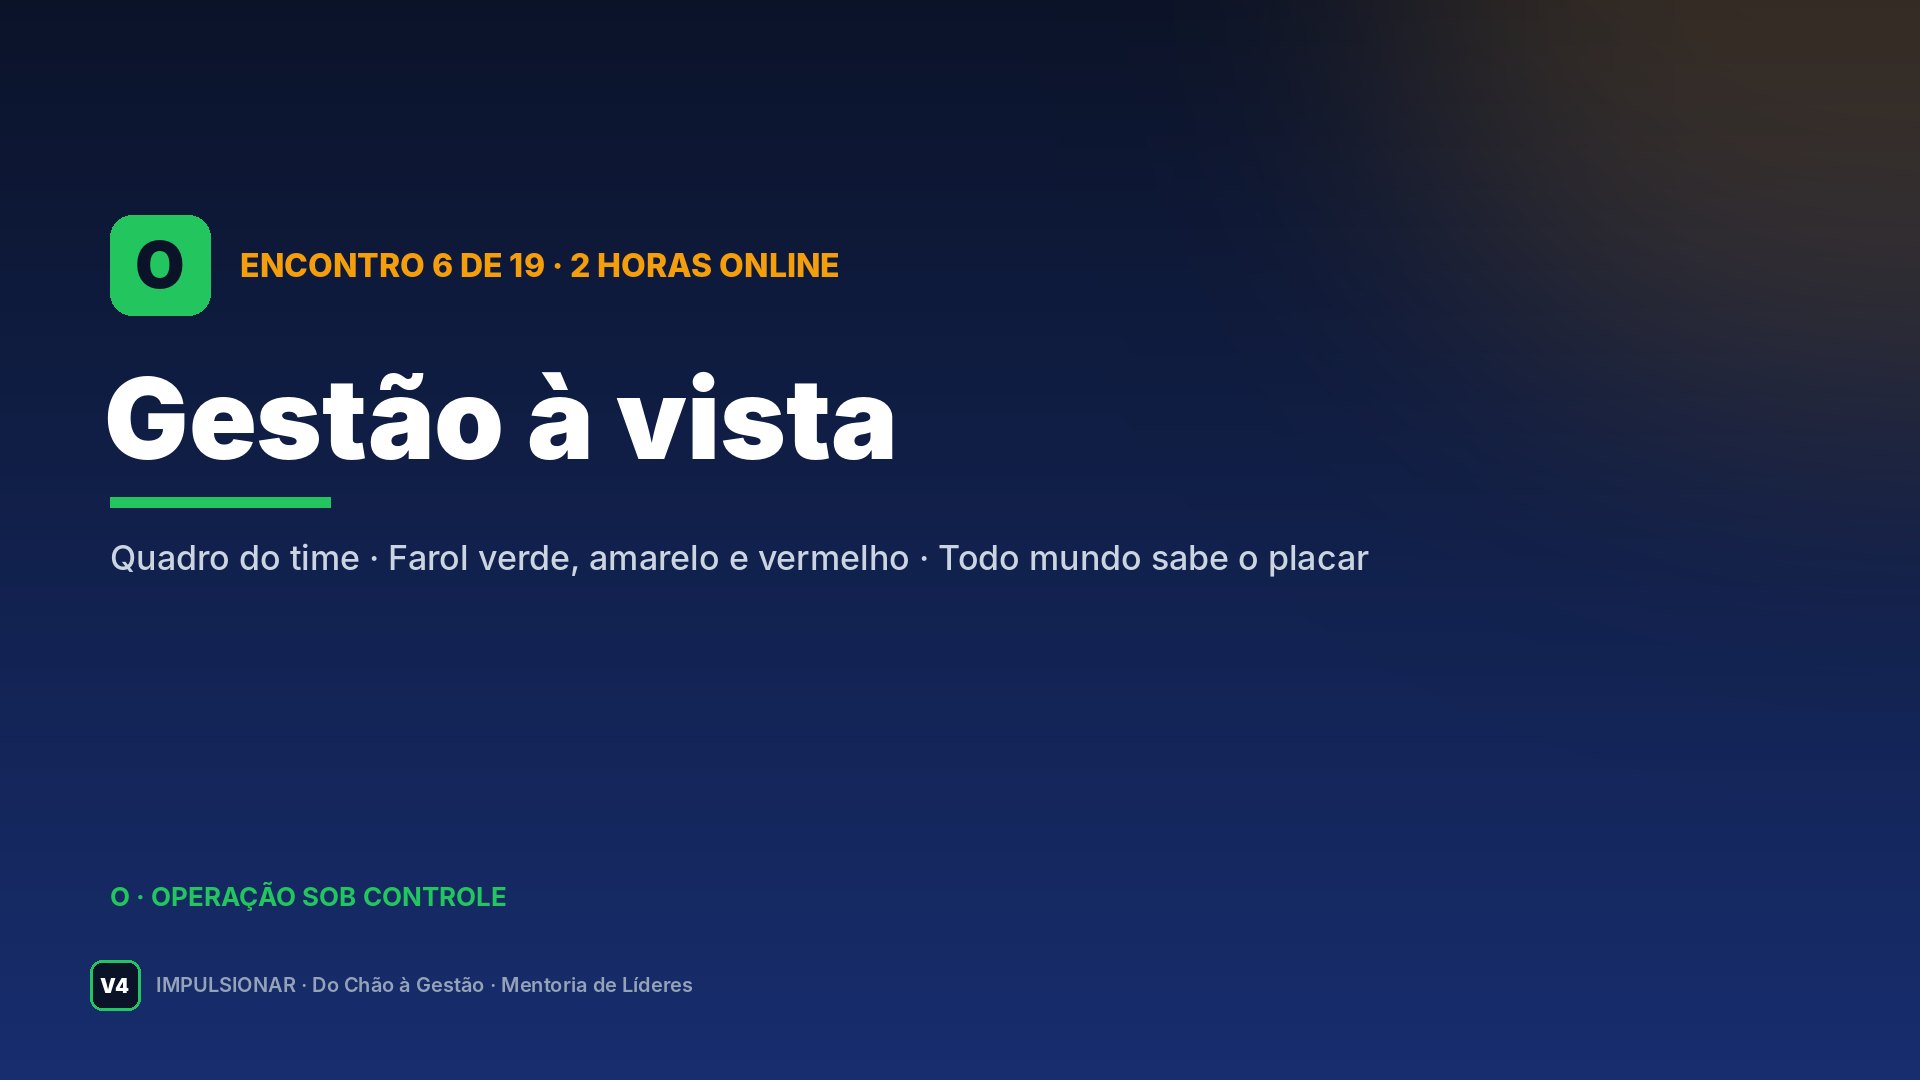 O
ENCONTRO 6 DE 19 · 2 HORAS ONLINE
Gestão à vista
Quadro do time · Farol verde, amarelo e vermelho · Todo mundo sabe o placar
O · OPERAÇÃO SOB CONTROLE
V4
IMPULSIONAR · Do Chão à Gestão · Mentoria de Líderes